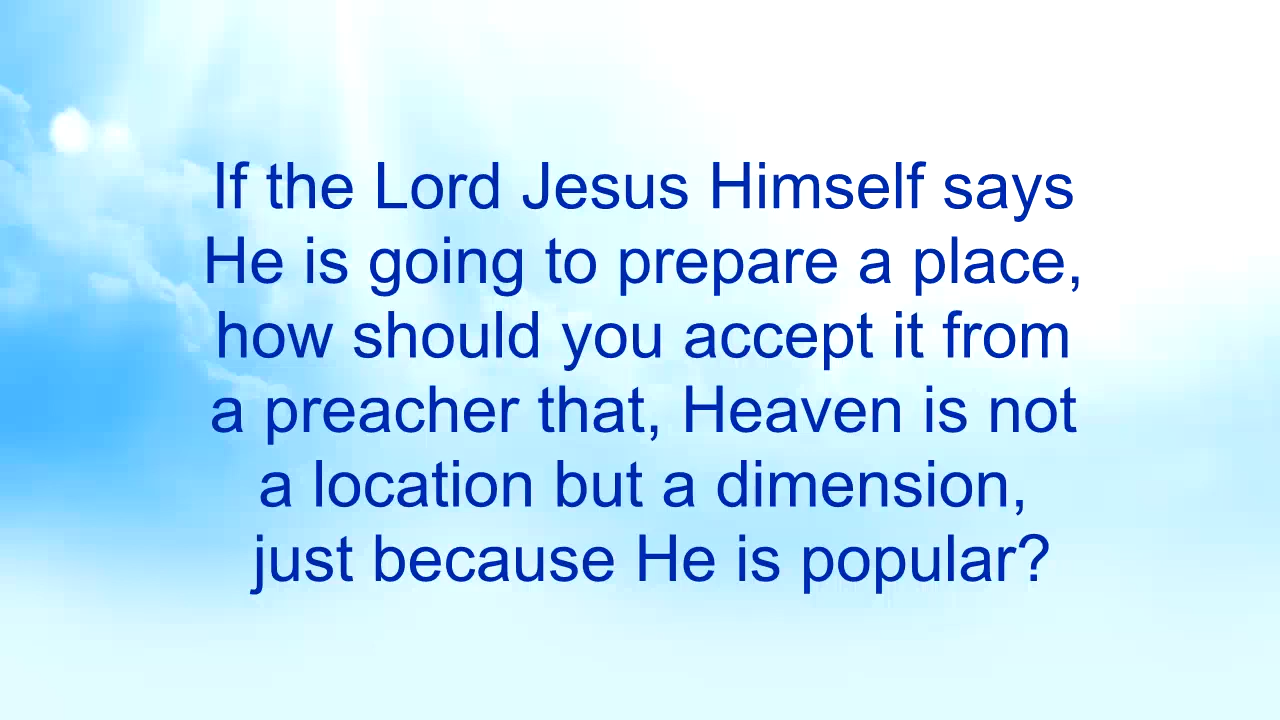 If the Lord Jesus Himself says
He is going to prepare a place,
how should you accept it from
a preacher that, Heaven is not
a location but a dimension,
just because He is popular?